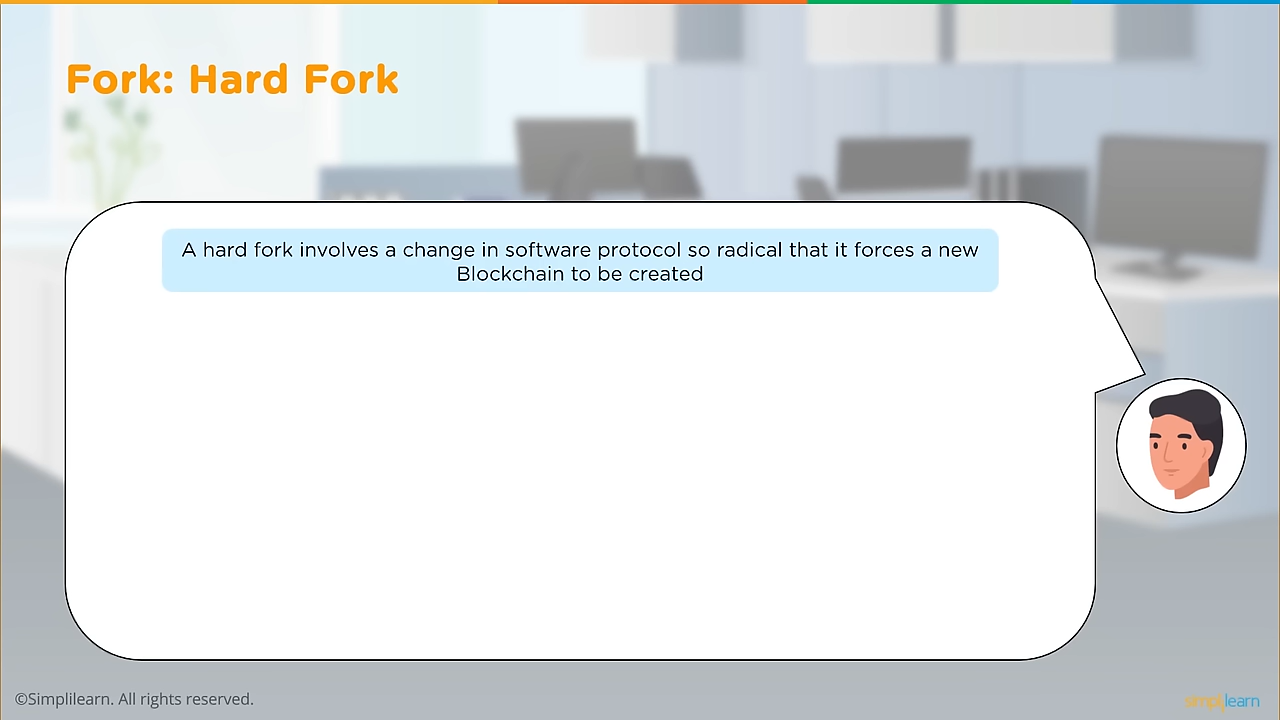 Fork: Hard Fork
A hard fork involves a change in software protocol so radical that it forces a new
Blockchain to be created
©Simplilearn. All rights reserved.
simplilearn